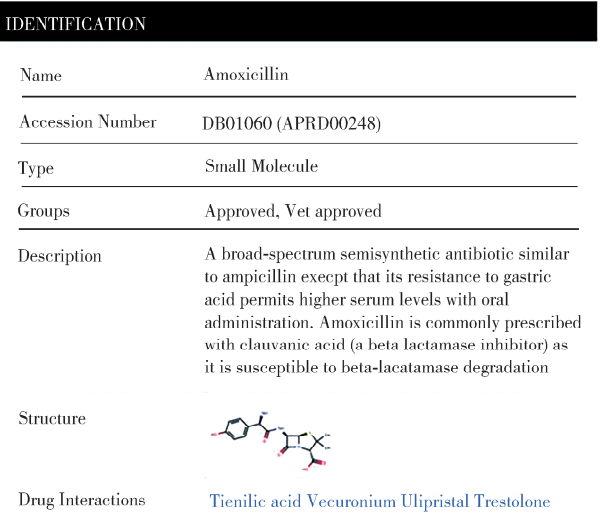 IDENTIFICATION
Name Amoxicillin
Accession Number DB01060 (APRD00248)
Type Small Molecule
Groups Approved, Vet approved
Description A broad-spectrum semisynthetic antibiotic similar
to ampicillin execpt that its resistance to gastric
acid permits higher serum levels with oral
administration. Amoxicillin is commonly prescribed
with clauvanic acid (a beta lactamase inhibitor) as
it is susceptible to beta-lacatamase degradation
Structure
Drug Interactions Tienilic acid Vecuronium Ulipristal Trestolone